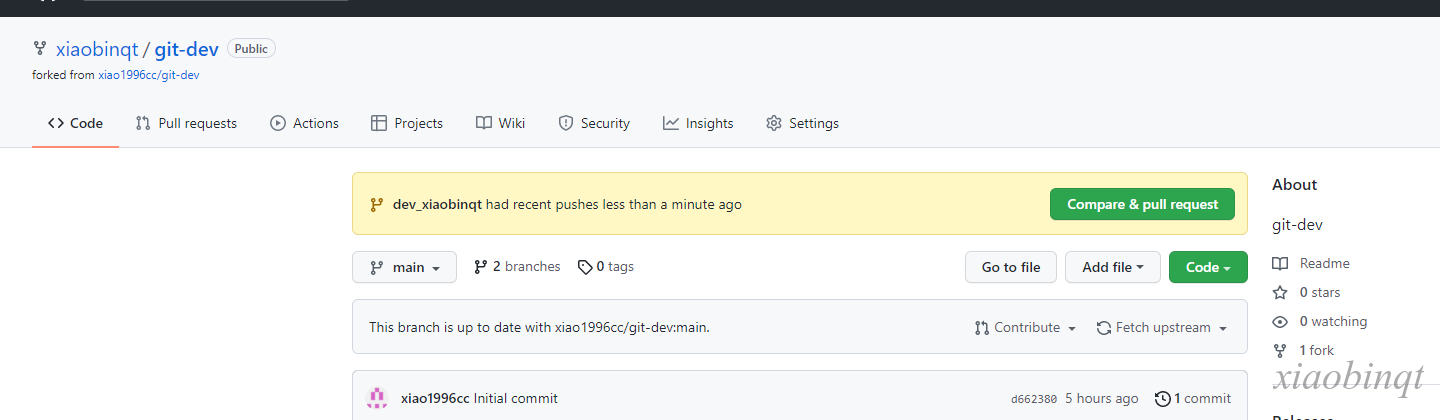 xiaobinqt / git-dev Public
forked from xiao1996cc/git-dev
Code Pull requests Actions Projects Wiki Security Insights Settings
dev_xiaobinqt had recent pushes less than a minute ago Compare & pull request
main 2 branches 0 tags Go to file Add file Code
This branch is up to date with xiao1996cc/git-dev:main. Contribute Fetch upstream
xiao1996cc Initial commit d662380 5 hours ago 1 commit
About
git-dev
Readme
0 stars
0 watching
1 fork
xiaobinqt
Releases